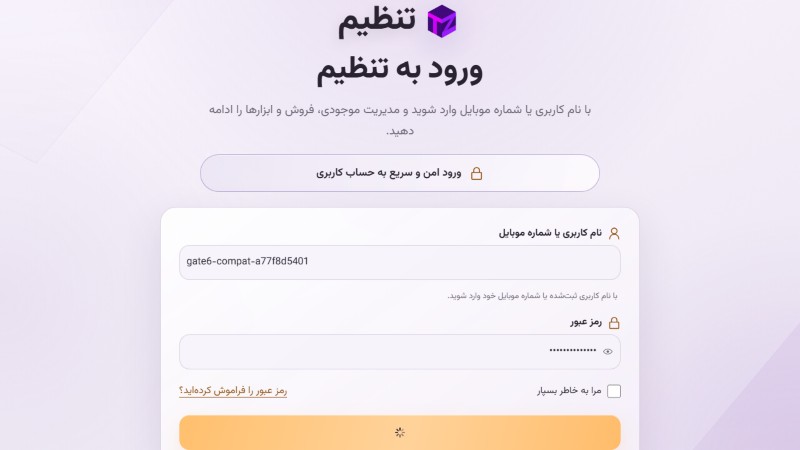 تنظیم
ورود به تنظیم
با نام کاربری یا شماره موبایل وارد شوید و مدیریت موجودی، فروش و ابزارها را ادامه
دهید.
ورود امن و سریع به حساب کاربری
نام کاربری یا شماره موبایل
gate6-compat-a77f8d5401
با نام کاربری ثبت‌شده یا شماره موبایل خود وارد شوید.
رمز عبور
مرا به خاطر بسپار
رمز عبور را فراموش کرده‌اید؟